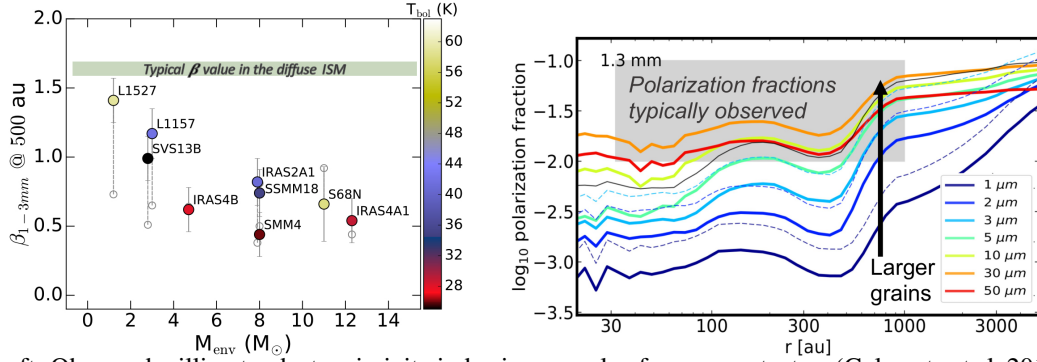 T_bol (K)
2.0
1.5
1.0
0.5
0.0
β_1−3mm @ 500 au
Typical β value in the diffuse ISM
L1527
L1157
SVS13B
IRAS4B
IRAS2A1
SSMM18
SMM4
S68N
IRAS4A1
0 2 4 6 8 10 12 14
M_env (M_⊙)
60
56
52
48
44
40
36
32
28
1.3 mm
Polarization fractions
typically observed
log₁₀ polarization fraction
−1.0
−1.5
−2.0
−2.5
−3.0
−3.5
Larger
grains
1 μm
2 μm
3 μm
5 μm
10 μm
30 μm
50 μm
30 100 300 1000 3000
r [au]